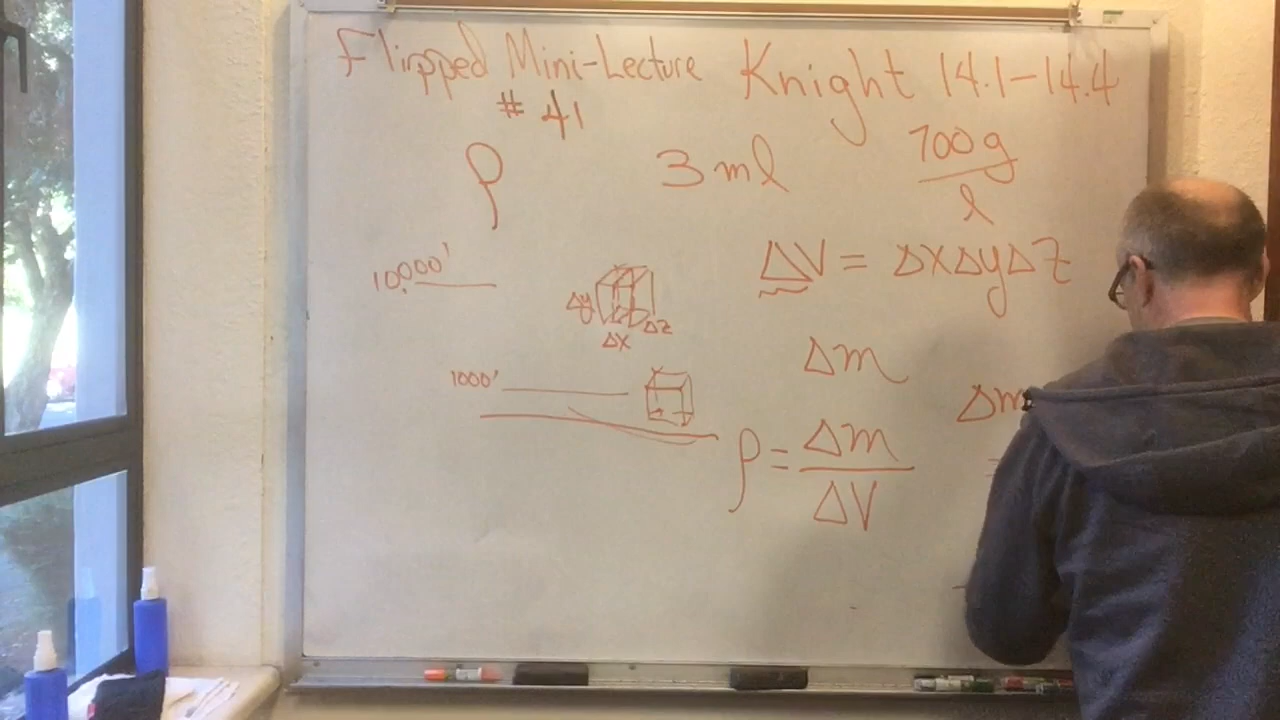 Flipped Mini-Lecture Knight 14.1-14.4
# 41
ρ 3 ml 700 g / l
ΔV = ΔxΔyΔz
10,000'
Δy
Δz
Δx
Δm
1000'
Δm
ρ = Δm / ΔV
=